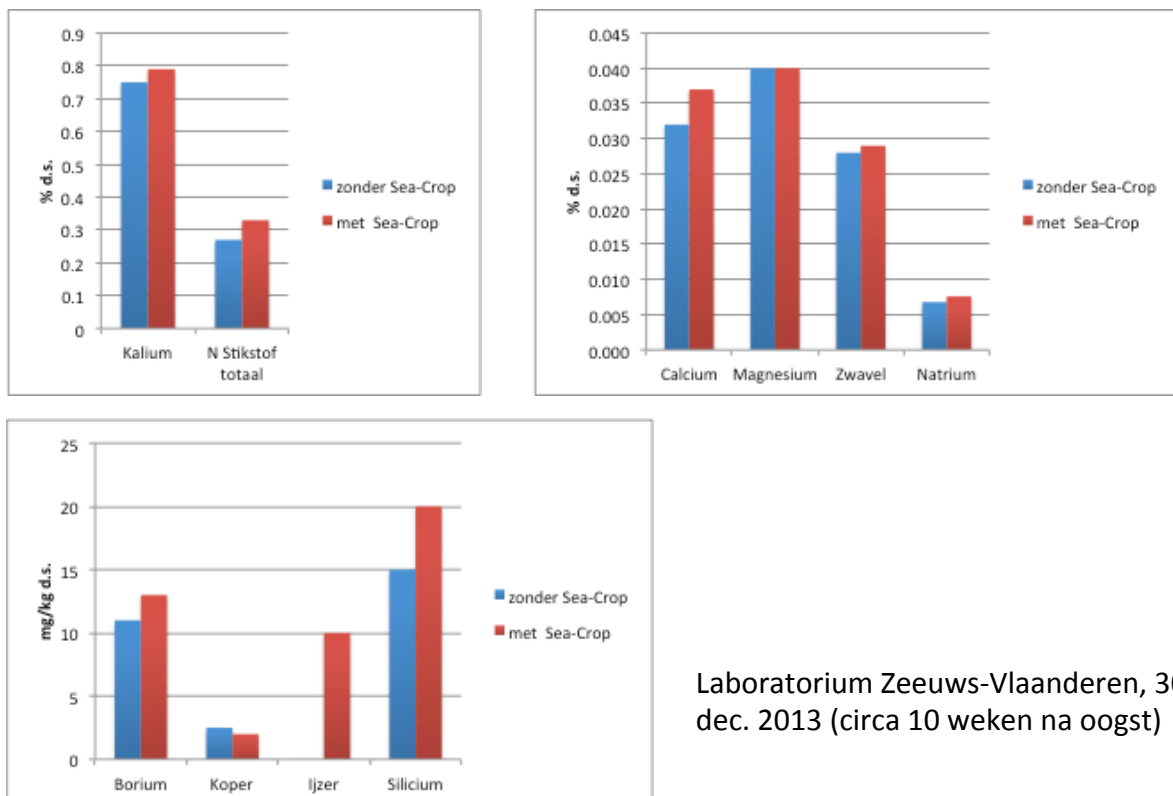 0.9
0.8
0.7
0.6
0.5
0.4
0.3
0.2
0.1
0
% d.s.
Kalium
N Stikstof
totaal
zonder Sea-Crop
met Sea-Crop
0.045
0.040
0.035
0.030
0.025
0.020
0.015
0.010
0.005
0.000
% d.s.
Calcium Magnesium Zwavel Natrium
zonder Sea-Crop
met Sea-Crop
25
20
15
10
5
0
mg/kg d.s.
Borium Koper Ijzer Silicium
zonder Sea-Crop
met Sea-Crop
Laboratorium Zeeuws-Vlaanderen,
dec. 2013 (circa 10 weken na oogst)